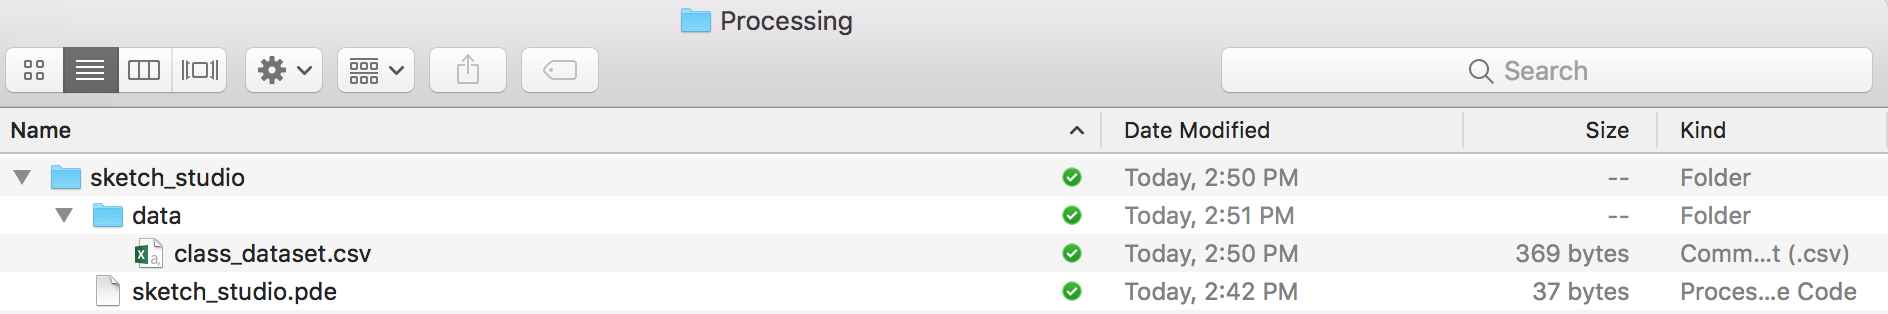 Processing
Search
Name Date Modified Size Kind
sketch_studio Today, 2:50 PM -- Folder
data Today, 2:51 PM -- Folder
class_dataset.csv Today, 2:50 PM 369 bytes Comm...t (.csv)
sketch_studio.pde Today, 2:42 PM 37 bytes Proces...e Code